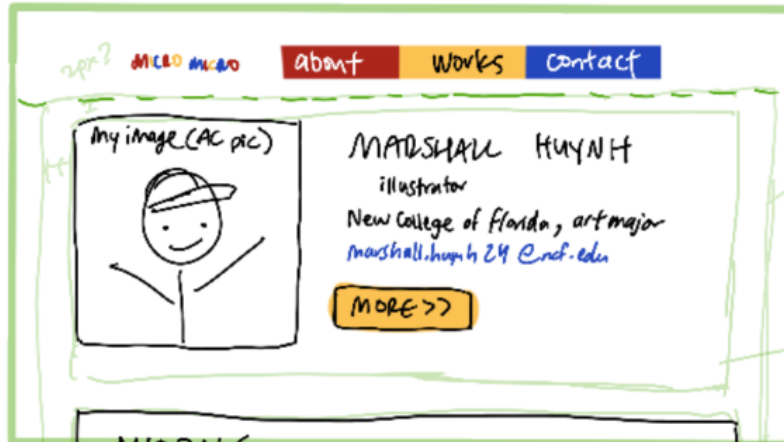 2px?
MICRO MICRO
about
works
contact
my image (AC pic)
MARSHALL HUYNH
illustrator
New College of Florida, art major
marshall.huynh24@ncf.edu
MORE >>